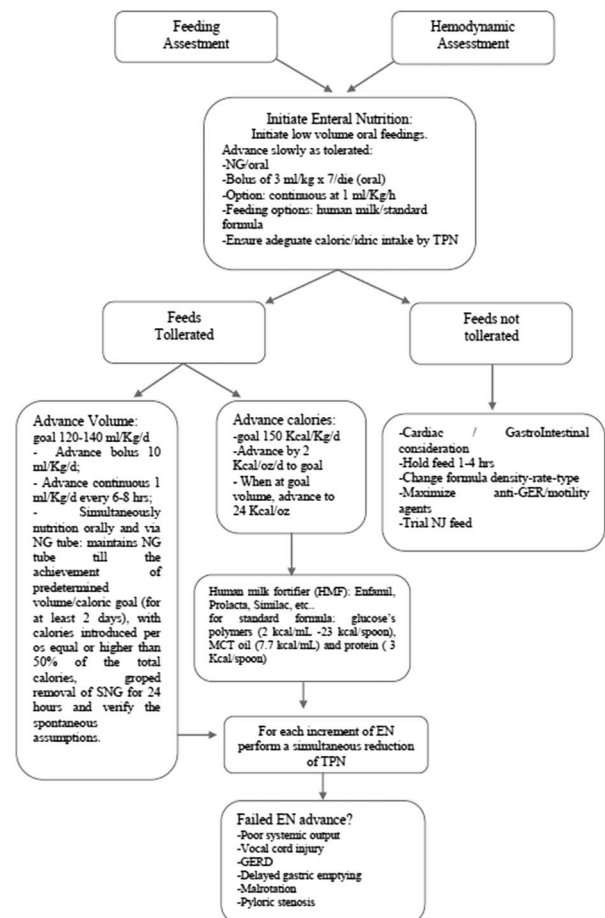 Feeding
Assestment
Hemodynamic
Assesstment
Initiate Enteral Nutrition:
Initiate low volume oral feedings.
Advance slowly as tolerated:
-NG/oral
-Bolus of 3 ml/kg x 7/die (oral)
-Option: continuous at 1 ml/Kg/h
-Feeding options: human milk/standard
formula
-Ensure adeguate caloric/idric intake by TPN
Feeds
Tollerated
Feeds not
tollerated
Advance Volume:
goal 120-140 ml/Kg/d
- Advance bolus 10
ml/Kg/d;
- Advance continuous 1
ml/Kg/d every 6-8 hrs;
- Simultaneously
nutrition orally and via
NG tube: maintains NG
tube till the
achievement of
predetermined
volume/caloric goal (for
at least 2 days), with
calories introduced per
os equal or higher than
50% of the total
calories, groped
removal of SNG for 24
hours and verify the
spontaneous
assumptions.
Advance calories:
-goal 150 Kcal/Kg/d
-Advance by 2
Kcal/oz/d to goal
- When at goal
volume, advance to
24 Kcal/oz
-Cardiac / GastroIntestinal
consideration
-Hold feed 1-4 hrs
-Change formula density-rate-type
-Maximize anti-GER/motility
agents
-Trial NJ feed
Human milk fortifier (HMF): Enfamil,
Prolacta, Similac, etc..
for standard formula: glucose's
polymers (2 kcal/mL -23 kcal/spoon),
MCT oil (7.7 kcal/mL) and protein ( 3
Kcal/spoon)
For each increment of EN
perform a simultaneous reduction
of TPN
Failed EN advance?
-Poor systemic output
-Vocal cord injury
-GERD
-Delayed gastric emptying
-Malrotation
-Pyloric stenosis